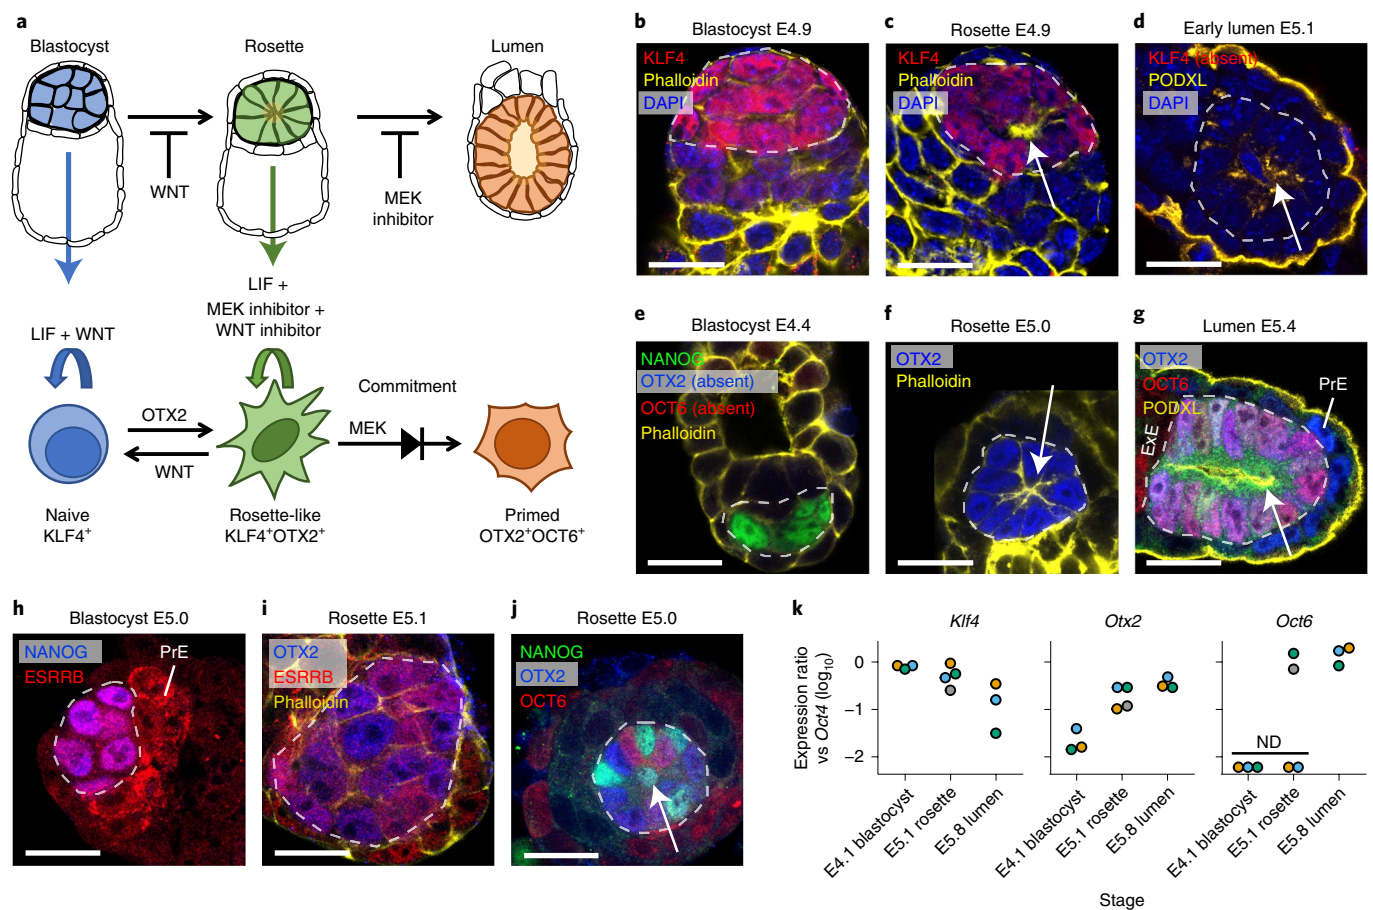 a
Blastocyst
Rosette
Lumen
WNT
MEK
inhibitor
LIF + WNT
LIF +
MEK inhibitor +
WNT inhibitor
OTX2
WNT
Commitment
MEK
Naive
KLF4+
Rosette-like
KLF4+OTX2+
Primed
OTX2+OCT6+
b
Blastocyst E4.9
KLF4
Phalloidin
DAPI
c
Rosette E4.9
KLF4
Phalloidin
DAPI
d
Early lumen E5.1
KLF4 (absent)
PODXL
DAPI
e
Blastocyst E4.4
NANOG
OTX2 (absent)
OCT6 (absent)
Phalloidin
f
Rosette E5.0
OTX2
Phalloidin
g
Lumen E5.4
OTX2
OCT6
PODXL
PrE
ExE
h
Blastocyst E5.0
NANOG
ESRRB
PrE
i
Rosette E5.1
OTX2
ESRRB
Phalloidin
j
Rosette E5.0
NANOG
OTX2
OCT6
k
Klf4
Otx2
Oct6
Expression ratio
vs Oct4 (log10)
0
–1
–2
ND
E4.1 blastocyst
E5.1 rosette
E5.8 lumen
E4.1 blastocyst
E5.1 rosette
E5.8 lumen
E4.1 blastocyst
E5.1 rosette
E5.8 lumen
Stage